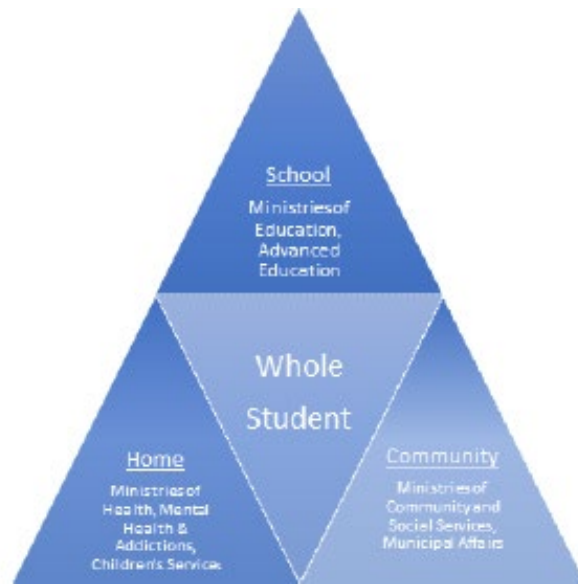 School
Ministries of
Education,
Advanced
Education
Whole
Student
Home
Ministries of
Health, Mental
Health &
Addictions,
Children's Services
Community
Ministries of
Community and
Social Services,
Municipal Affairs